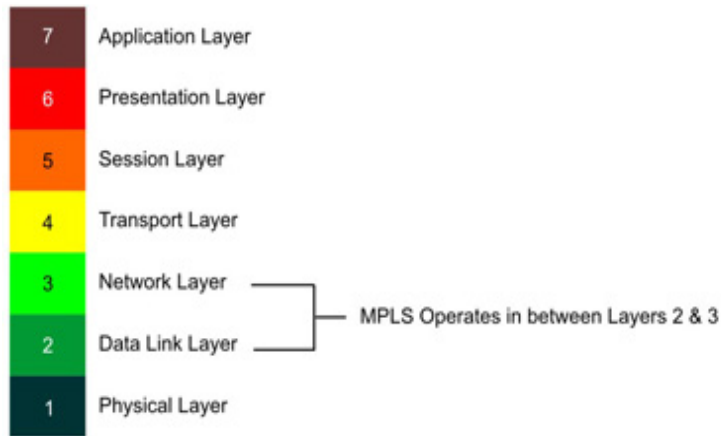 7 Application Layer
6 Presentation Layer
5 Session Layer
4 Transport Layer
3 Network Layer
MPLS Operates in between Layers 2 & 3
2 Data Link Layer
1 Physical Layer